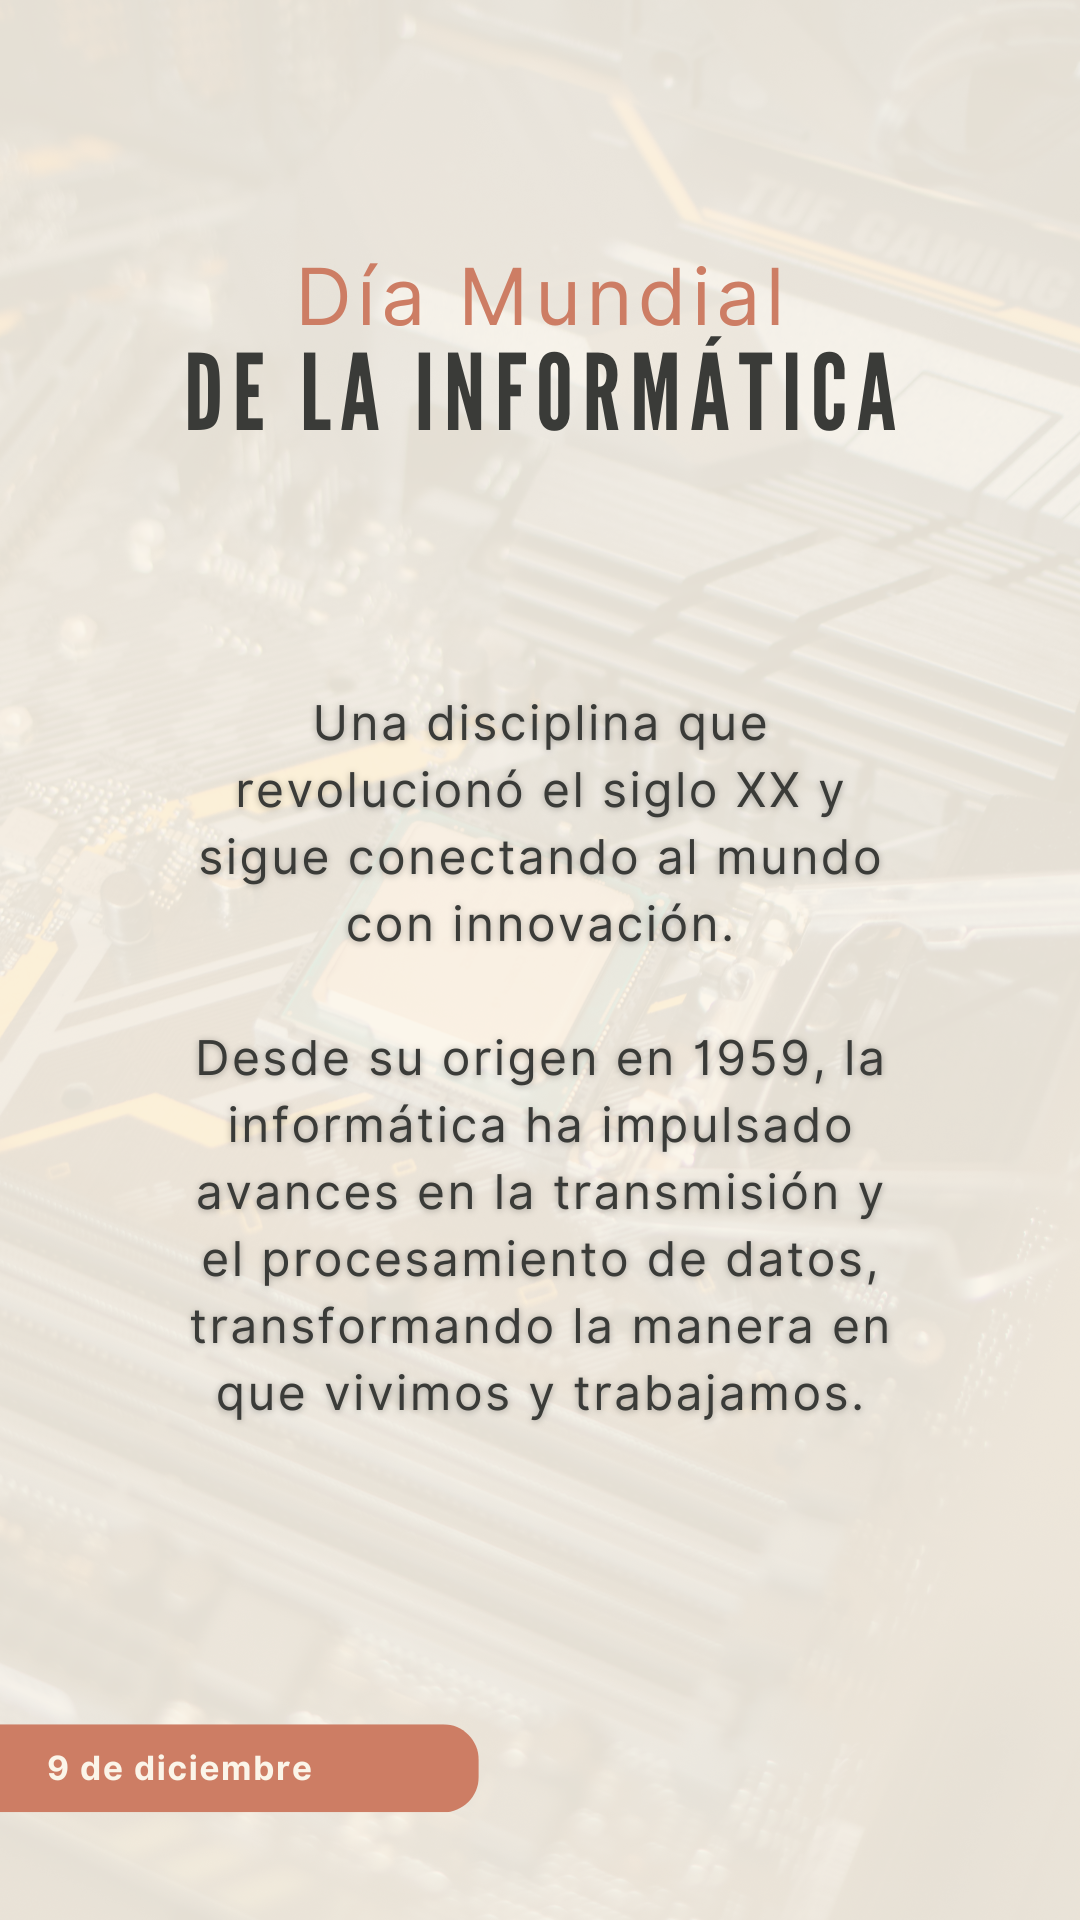 TUF GAMING
Día Mundial
DE LA INFORMÁTICA
Una disciplina que
revolucionó el siglo XX y
sigue conectando al mundo
con innovación.
Desde su origen en 1959, la
informática ha impulsado
avances en la transmisión y
el procesamiento de datos,
transformando la manera en
que vivimos y trabajamos.
9 de diciembre